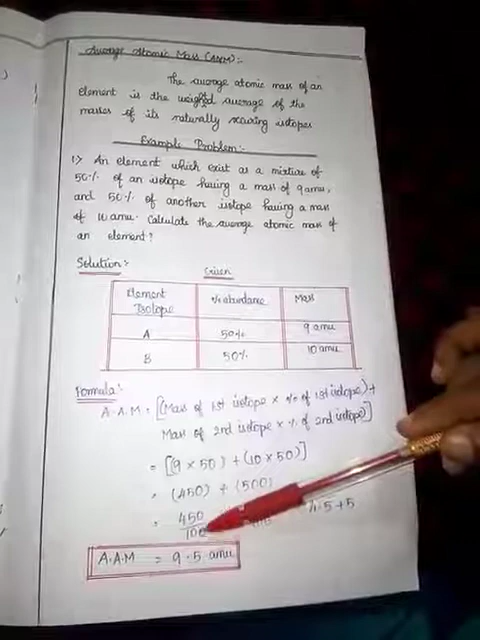 Average Atomic Mass (AAM):-
The average atomic mass of an
element is the weighted average of the
masses of its naturally occuring isotopes
Example Problem:-
1) An element which exist as a mixture of
50% of an isotope having a mass of 9amu,
and 50% of another isotope having a mass
of 10 amu. Calculate the average atomic mass of
an element?
Solution:-
Given
Element Isotope % abundance Mass
A 50% 9 amu
B 50% 10 amu
Formula:-
A.A.M = [(Mass of 1st isotope × % of 1st isotope) +
Mass of 2nd isotope × % of 2nd isotope)]
= [(9 × 50) + (10 × 50)]
= (450) + (500)
= 450/100 4.5+5
A.A.M = 9.5 amu